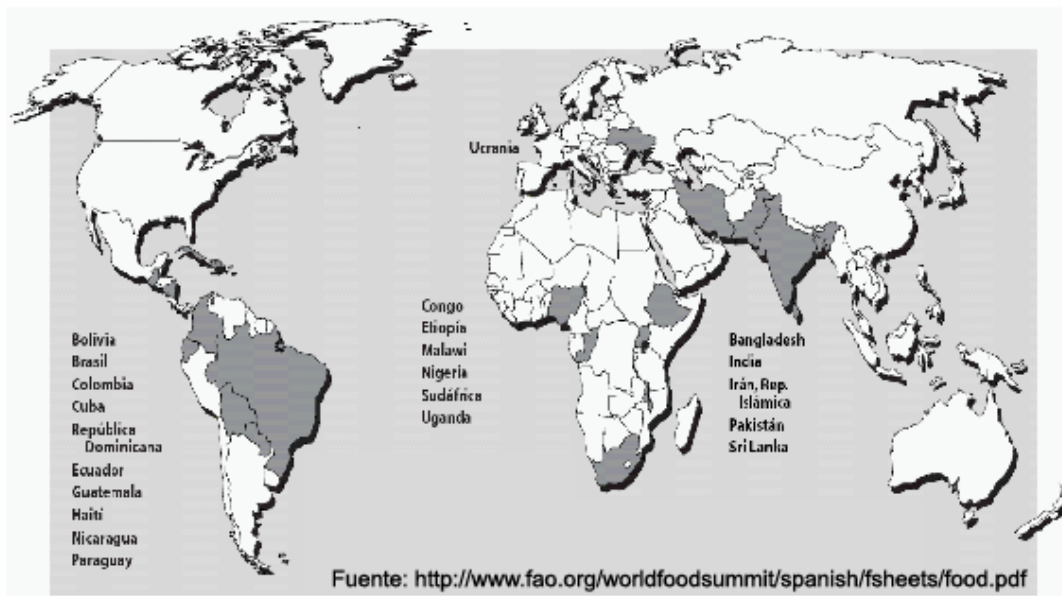 Ucrania
Bolivia
Brasil
Colombia
Cuba
República
Dominicana
Ecuador
Guatemala
Haití
Nicaragua
Paraguay
Congo
Etiopía
Malawi
Nigeria
Sudáfrica
Uganda
Bangladesh
India
Irán, Rep.
Islámica
Pakistán
Sri Lanka
Fuente: http://www.fao.org/worldfoodsummit/spanish/fsheets/food.pdf